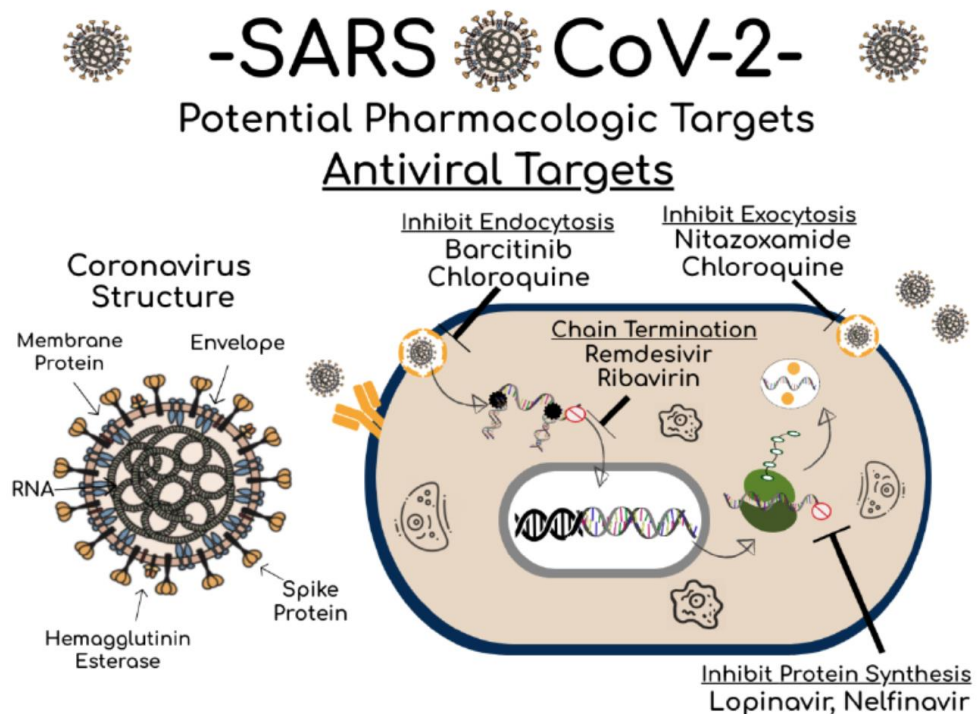 -SARS CoV-2-
Potential Pharmacologic Targets
Antiviral Targets
Coronavirus
Structure
Membrane
Protein
Envelope
RNA
Spike
Protein
Hemagglutinin
Esterase
Inhibit Endocytosis
Barcitinib
Chloroquine
Inhibit Exocytosis
Nitazoxamide
Chloroquine
Chain Termination
Remdesivir
Ribavirin
Inhibit Protein Synthesis
Lopinavir, Nelfinavir